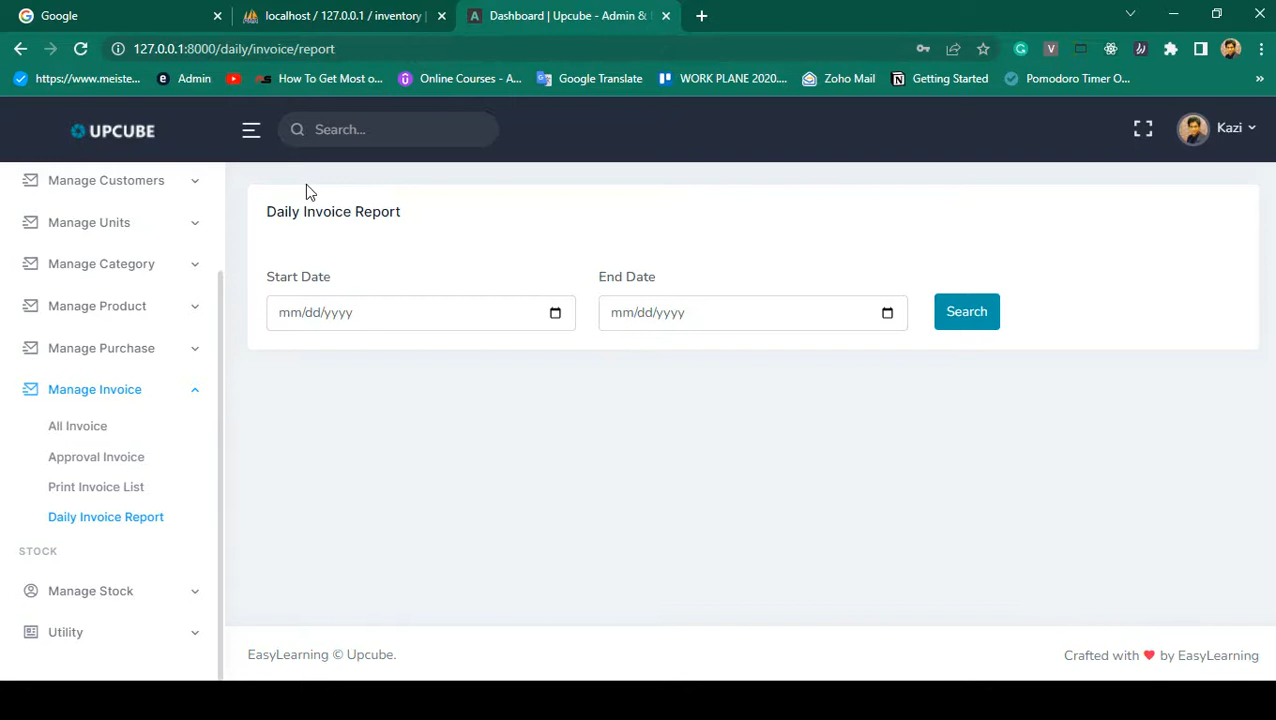 Google
localhost / 127.0.0.1 / inventory |
Dashboard | Upcube - Admin &
127.0.0.1:8000/daily/invoice/report
https://www.meiste... Admin How To Get Most o... Online Courses - A... Google Translate WORK PLANE 2020.... Zoho Mail Getting Started Pomodoro Timer O... »
UPCUBE
Search...
Kazi
Manage Customers
Manage Units
Manage Category
Manage Product
Manage Purchase
Manage Invoice
All Invoice
Approval Invoice
Print Invoice List
Daily Invoice Report
STOCK
Manage Stock
Utility
Daily Invoice Report
Start Date
End Date
mm/dd/yyyy
mm/dd/yyyy
Search
EasyLearning © Upcube.
Crafted with ❤ by EasyLearning